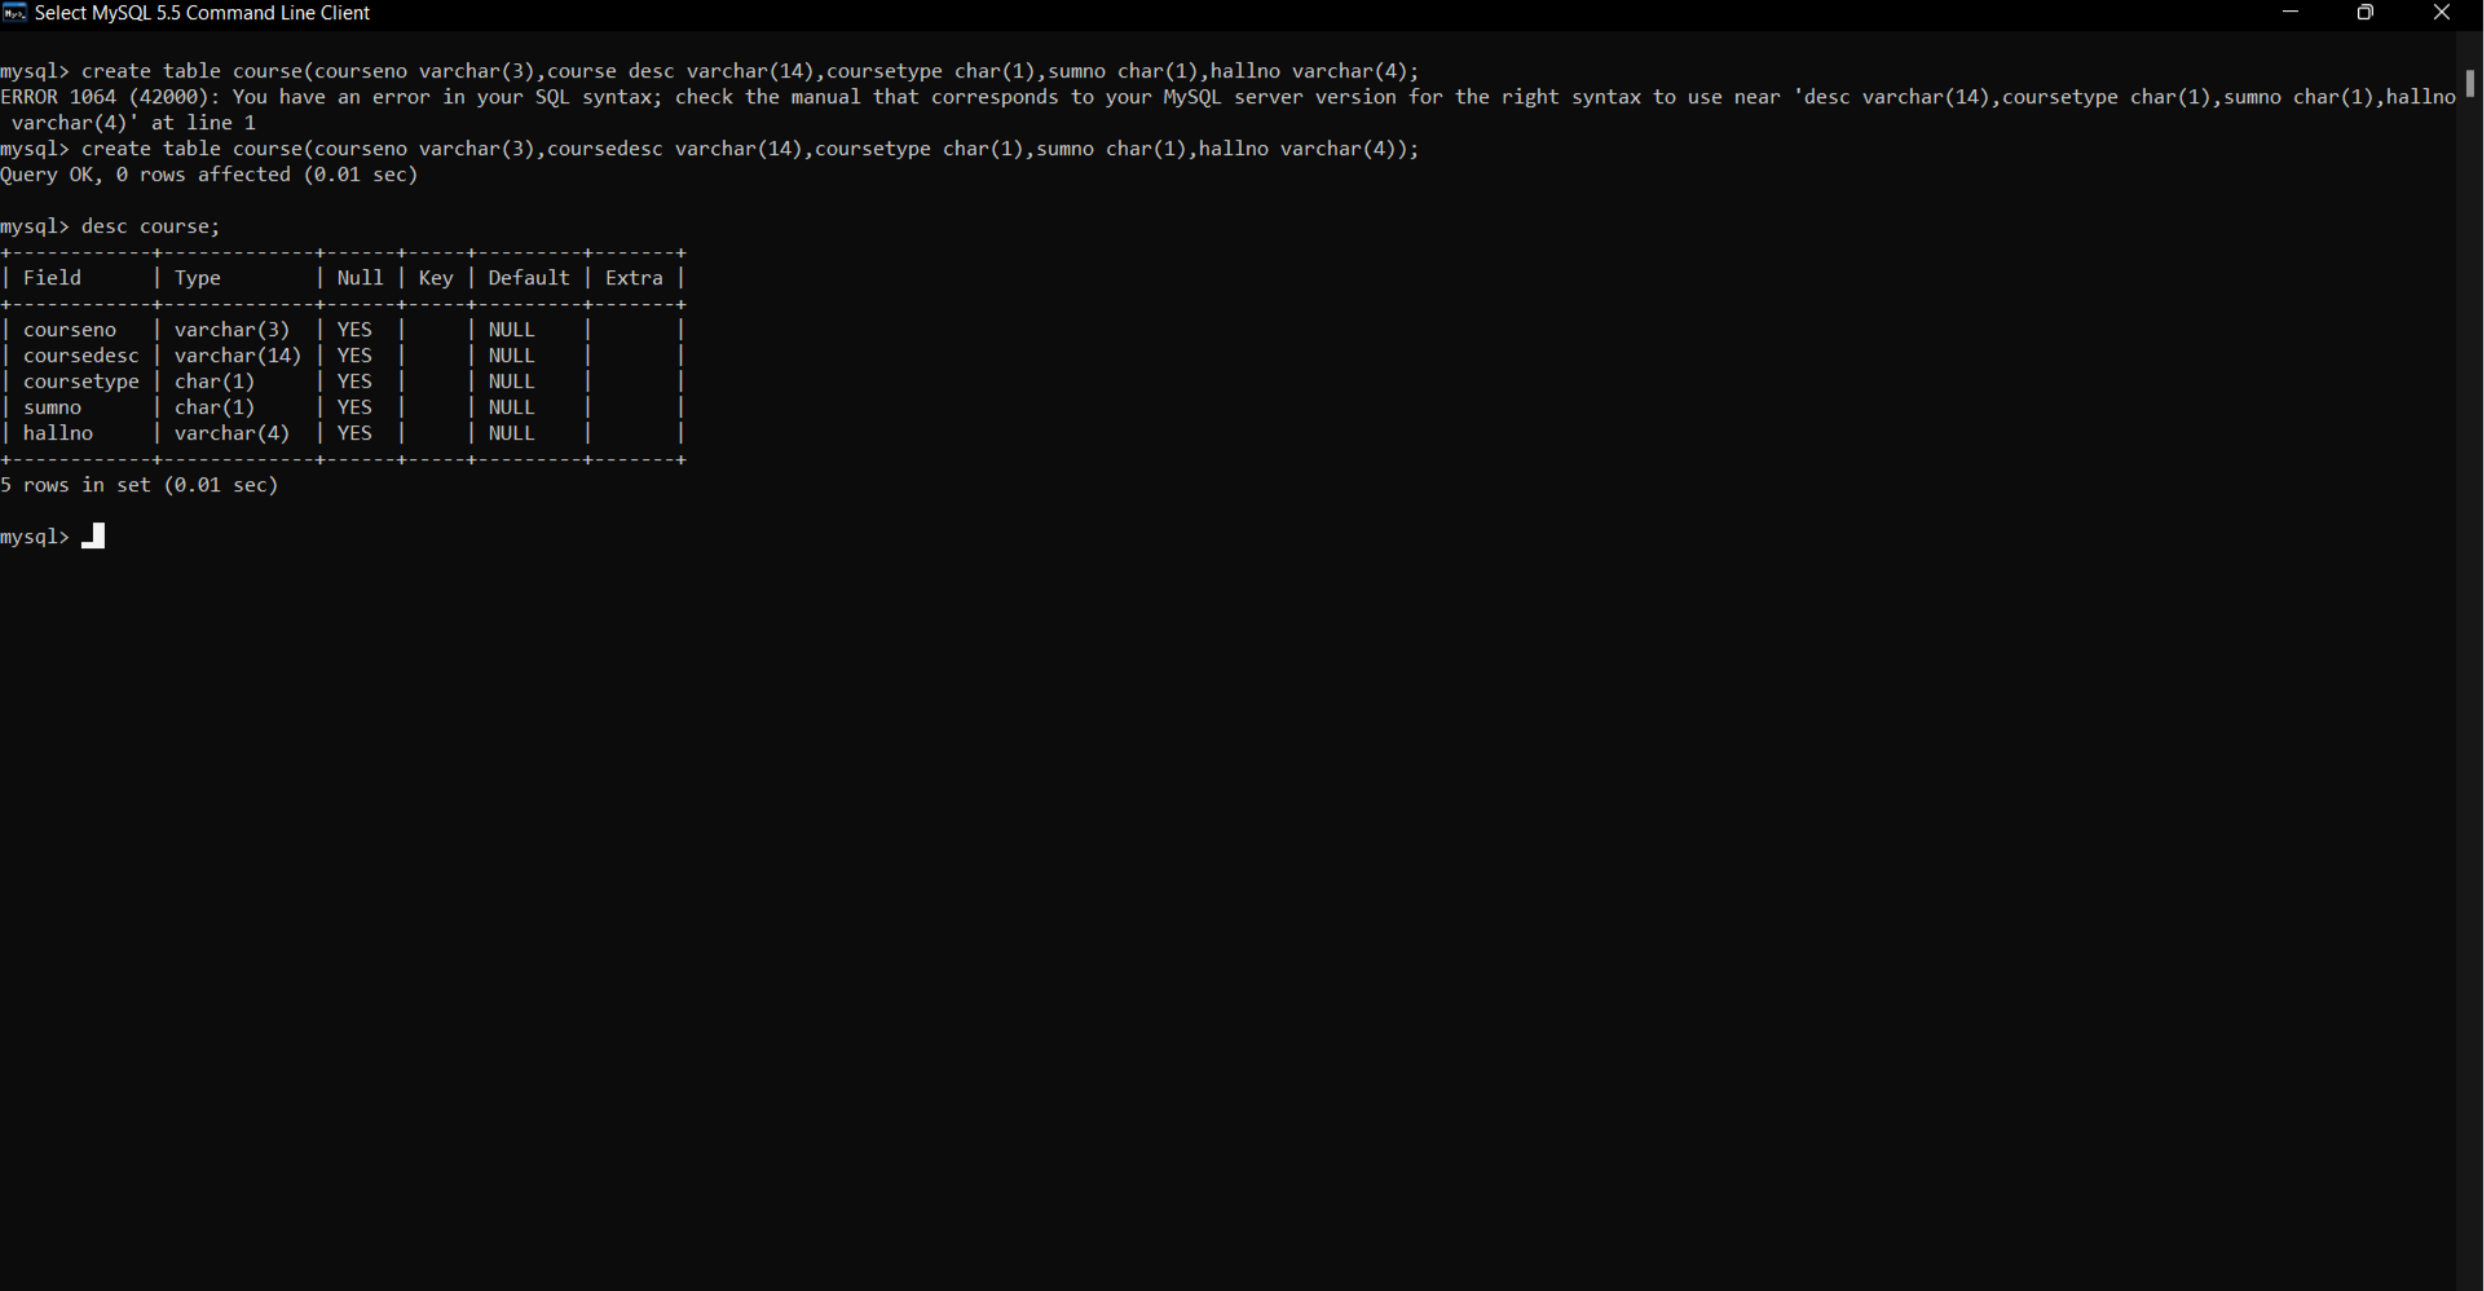 Select MySQL 5.5 Command Line Client
mysql> create table course(courseno varchar(3),course desc varchar(14),coursetype char(1),sumno char(1),hallno varchar(4);
ERROR 1064 (42000): You have an error in your SQL syntax; check the manual that corresponds to your MySQL server version for the right syntax to use near 'desc varchar(14),coursetype char(1),sumno char(1),hallno
 varchar(4)' at line 1
mysql> create table course(courseno varchar(3),coursedesc varchar(14),coursetype char(1),sumno char(1),hallno varchar(4));
Query OK, 0 rows affected (0.01 sec)
mysql> desc course;
+------------+-------------+------+-----+---------+-------+
| Field      | Type        | Null | Key | Default | Extra |
+------------+-------------+------+-----+---------+-------+
| courseno   | varchar(3)  | YES  |     | NULL    |       |
| coursedesc | varchar(14) | YES  |     | NULL    |       |
| coursetype | char(1)     | YES  |     | NULL    |       |
| sumno      | char(1)     | YES  |     | NULL    |       |
| hallno     | varchar(4)  | YES  |     | NULL    |       |
+------------+-------------+------+-----+---------+-------+
5 rows in set (0.01 sec)
mysql>